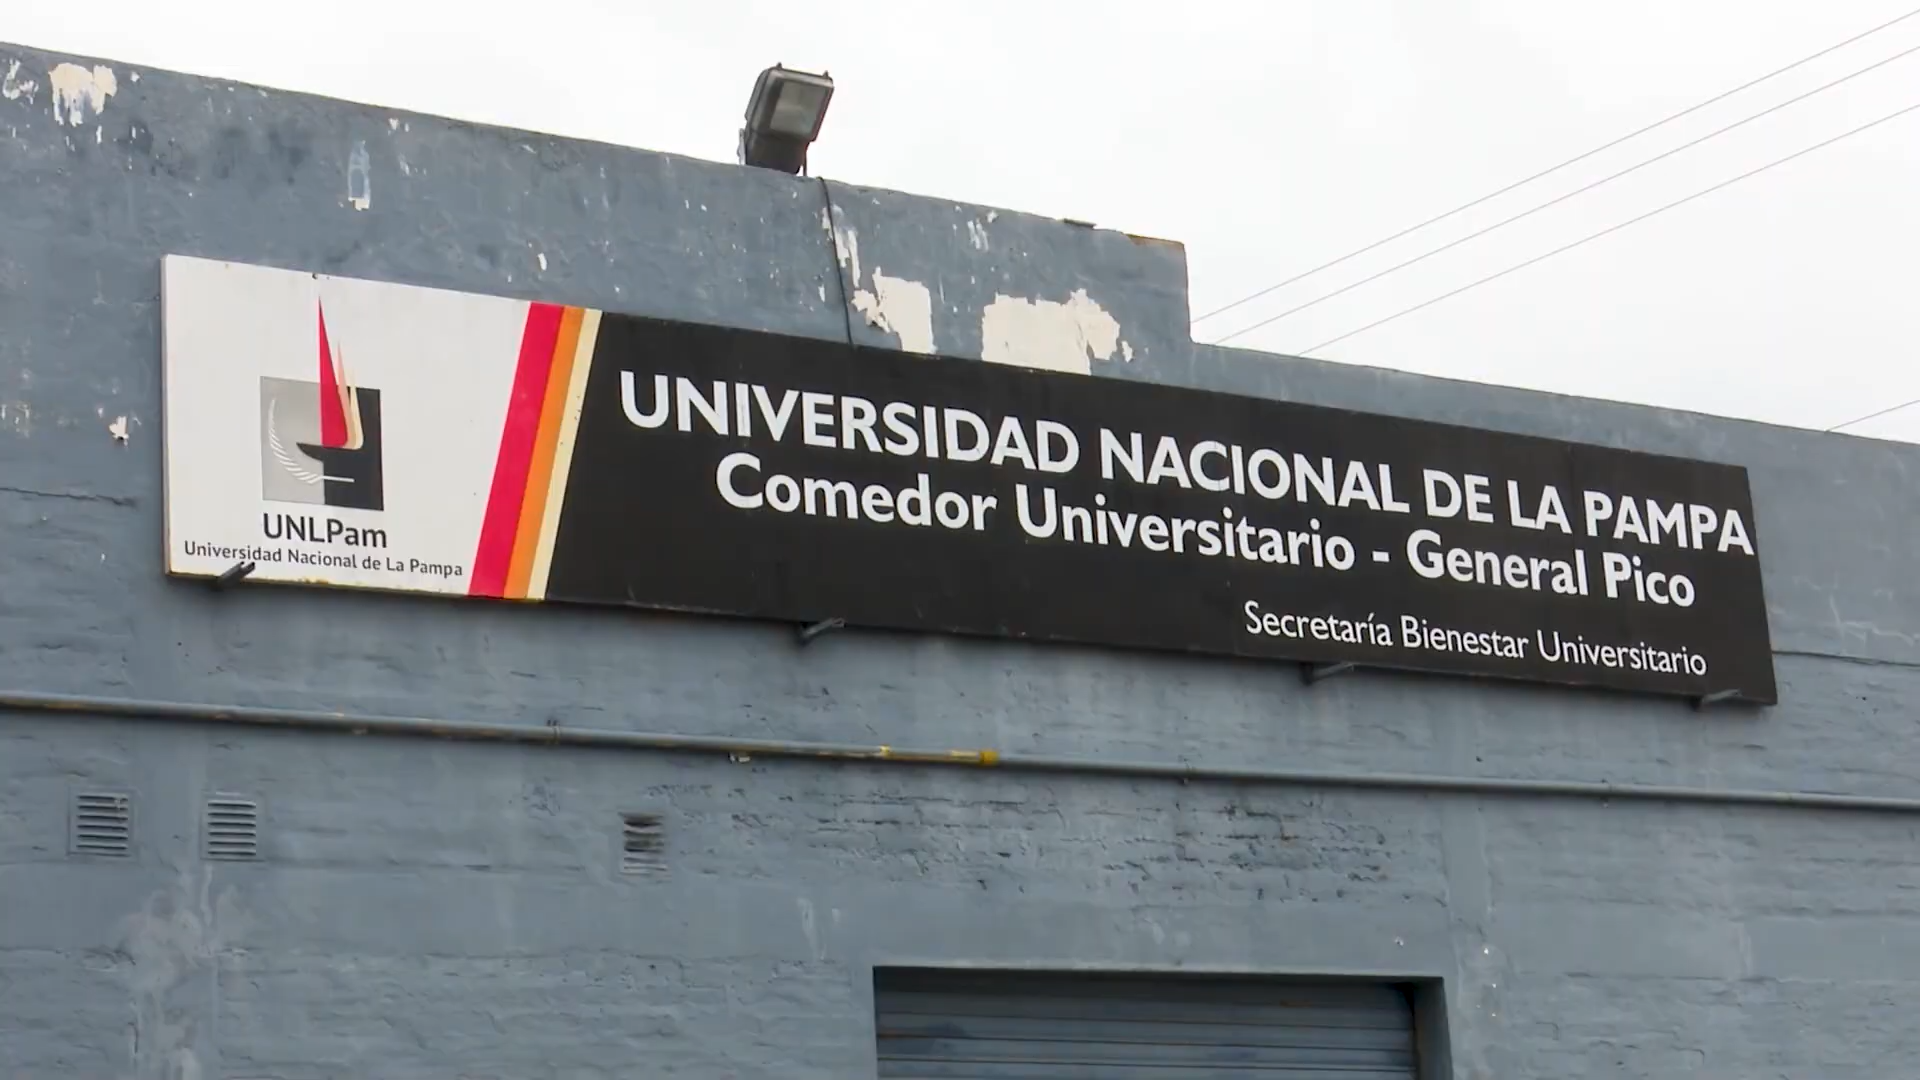 UNLPam
Universidad Nacional de La Pampa
UNIVERSIDAD NACIONAL DE LA PAMPA
Comedor Universitario - General Pico
Secretaría Bienestar Universitario